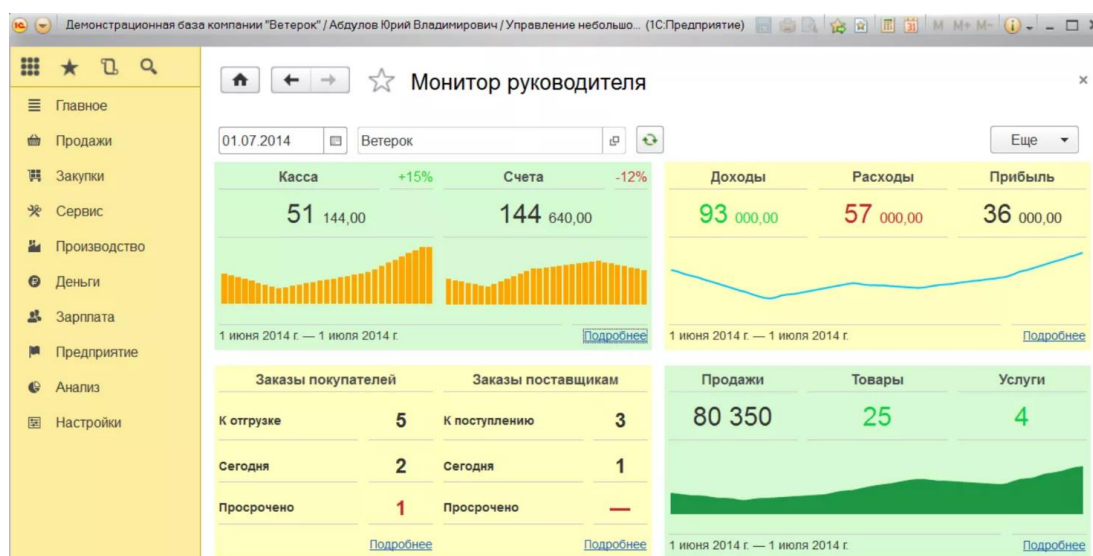 Демонстрационная база компании "Ветерок" / Абдулов Юрий Владимирович / Управление небольшо... (1С:Предприятие)
M M+ M-
Монитор руководителя
Главное
Продажи
Закупки
Сервис
Производство
Деньги
Зарплата
Предприятие
Анализ
Настройки
01.07.2014 Ветерок Еще
Касса +15% Счета -12%
51 144,00 144 640,00
1 июня 2014 г. — 1 июля 2014 г. Подробнее
Доходы Расходы Прибыль
93 000,00 57 000,00 36 000,00
1 июня 2014 г. — 1 июля 2014 г. Подробнее
Заказы покупателей Заказы поставщикам
К отгрузке 5 К поступлению 3
Сегодня 2 Сегодня 1
Просрочено 1 Просрочено —
Подробнее Подробнее
Продажи Товары Услуги
80 350 25 4
1 июня 2014 г. — 1 июля 2014 г. Подробнее